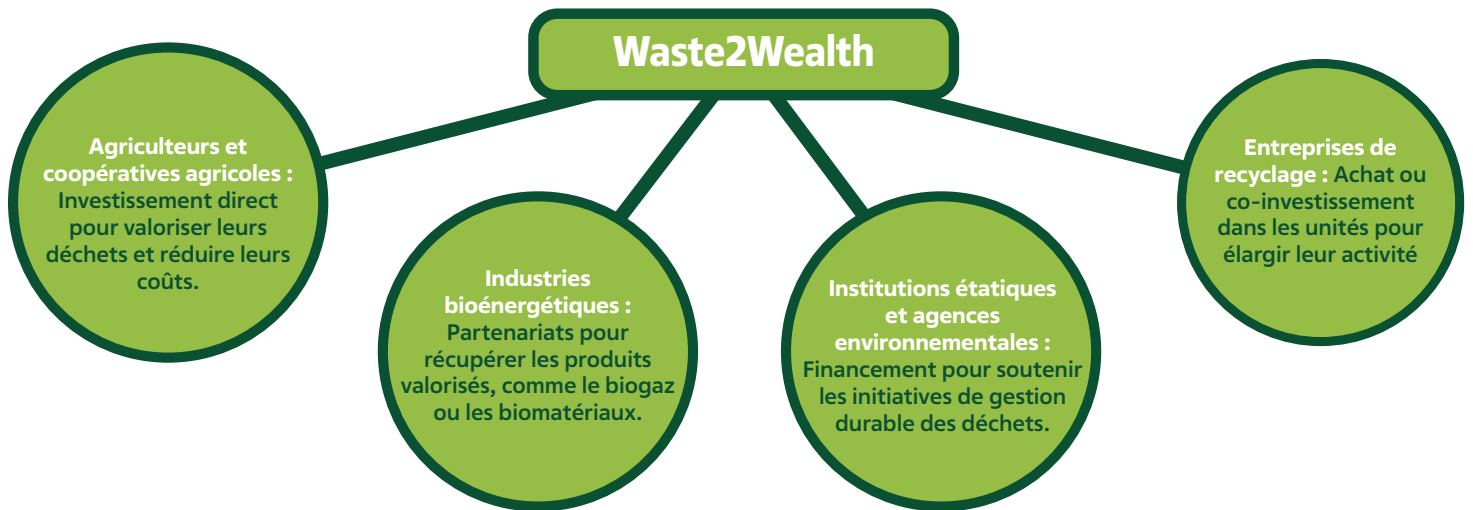 Waste2Wealth
Agriculteurs et
coopératives agricoles :
Investissement direct
pour valoriser leurs
déchets et réduire leurs
coûts.
Industries
bioénergétiques :
Partenariats pour
récupérer les produits
valorisés, comme le biogaz
ou les biomatériaux.
Institutions étatiques
et agences
environnementales :
Financement pour soutenir
les initiatives de gestion
durable des déchets.
Entreprises de
recyclage : Achat ou
co-investissement
dans les unités pour
élargir leur activité